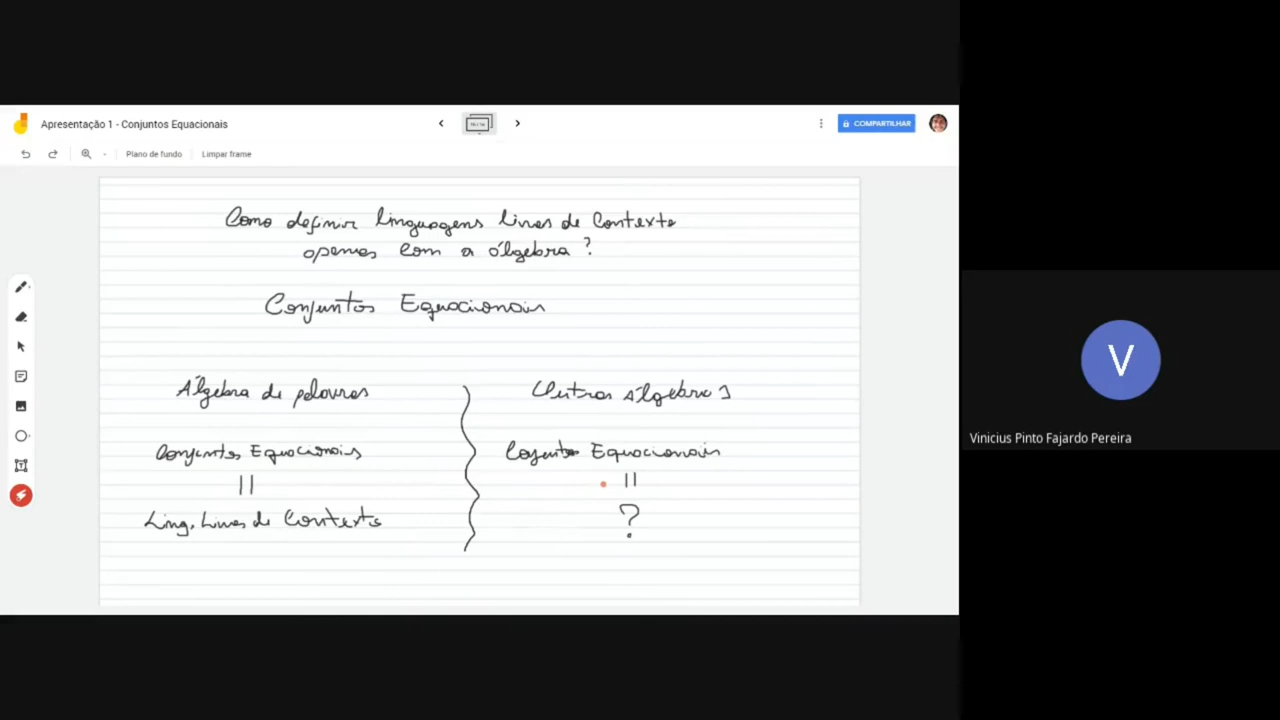 Apresentação 1 - Conjuntos Equacionais
COMPARTILHAR
Plano de fundo
Limpar frame
Como definir linguagens livres de Contexto
apenas com a álgebra?
Conjuntos Equacionais
Álgebra de palavras
Outras álgebras
Conjuntos Equacionais
Conjuntos Equacionais
||
||
Ling. Livres de Contexto
?
V
Vinicius Pinto Fajardo Pereira